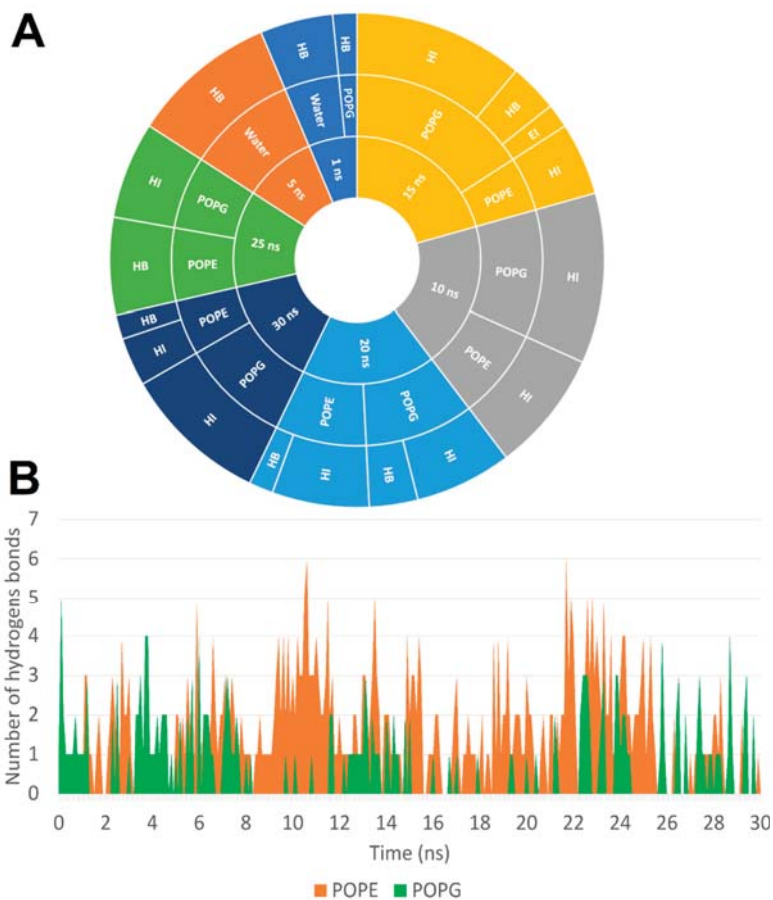 A
HB
HB
HB
HI
HB
EI
HI
HI
HI
HI
HB
HI
HB
HI
HI
HB
HB
HI
Water
Water
POPG
POPG
POPE
POPG
POPE
POPG
POPE
POPG
POPE
POPE
POPG
5 ns
1 ns
15 ns
10 ns
20 ns
30 ns
25 ns
B
Number of hydrogens bonds
7
6
5
4
3
2
1
0
0 2 4 6 8 10 12 14 16 18 20 22 24 26 28 30
Time (ns)
POPE POPG